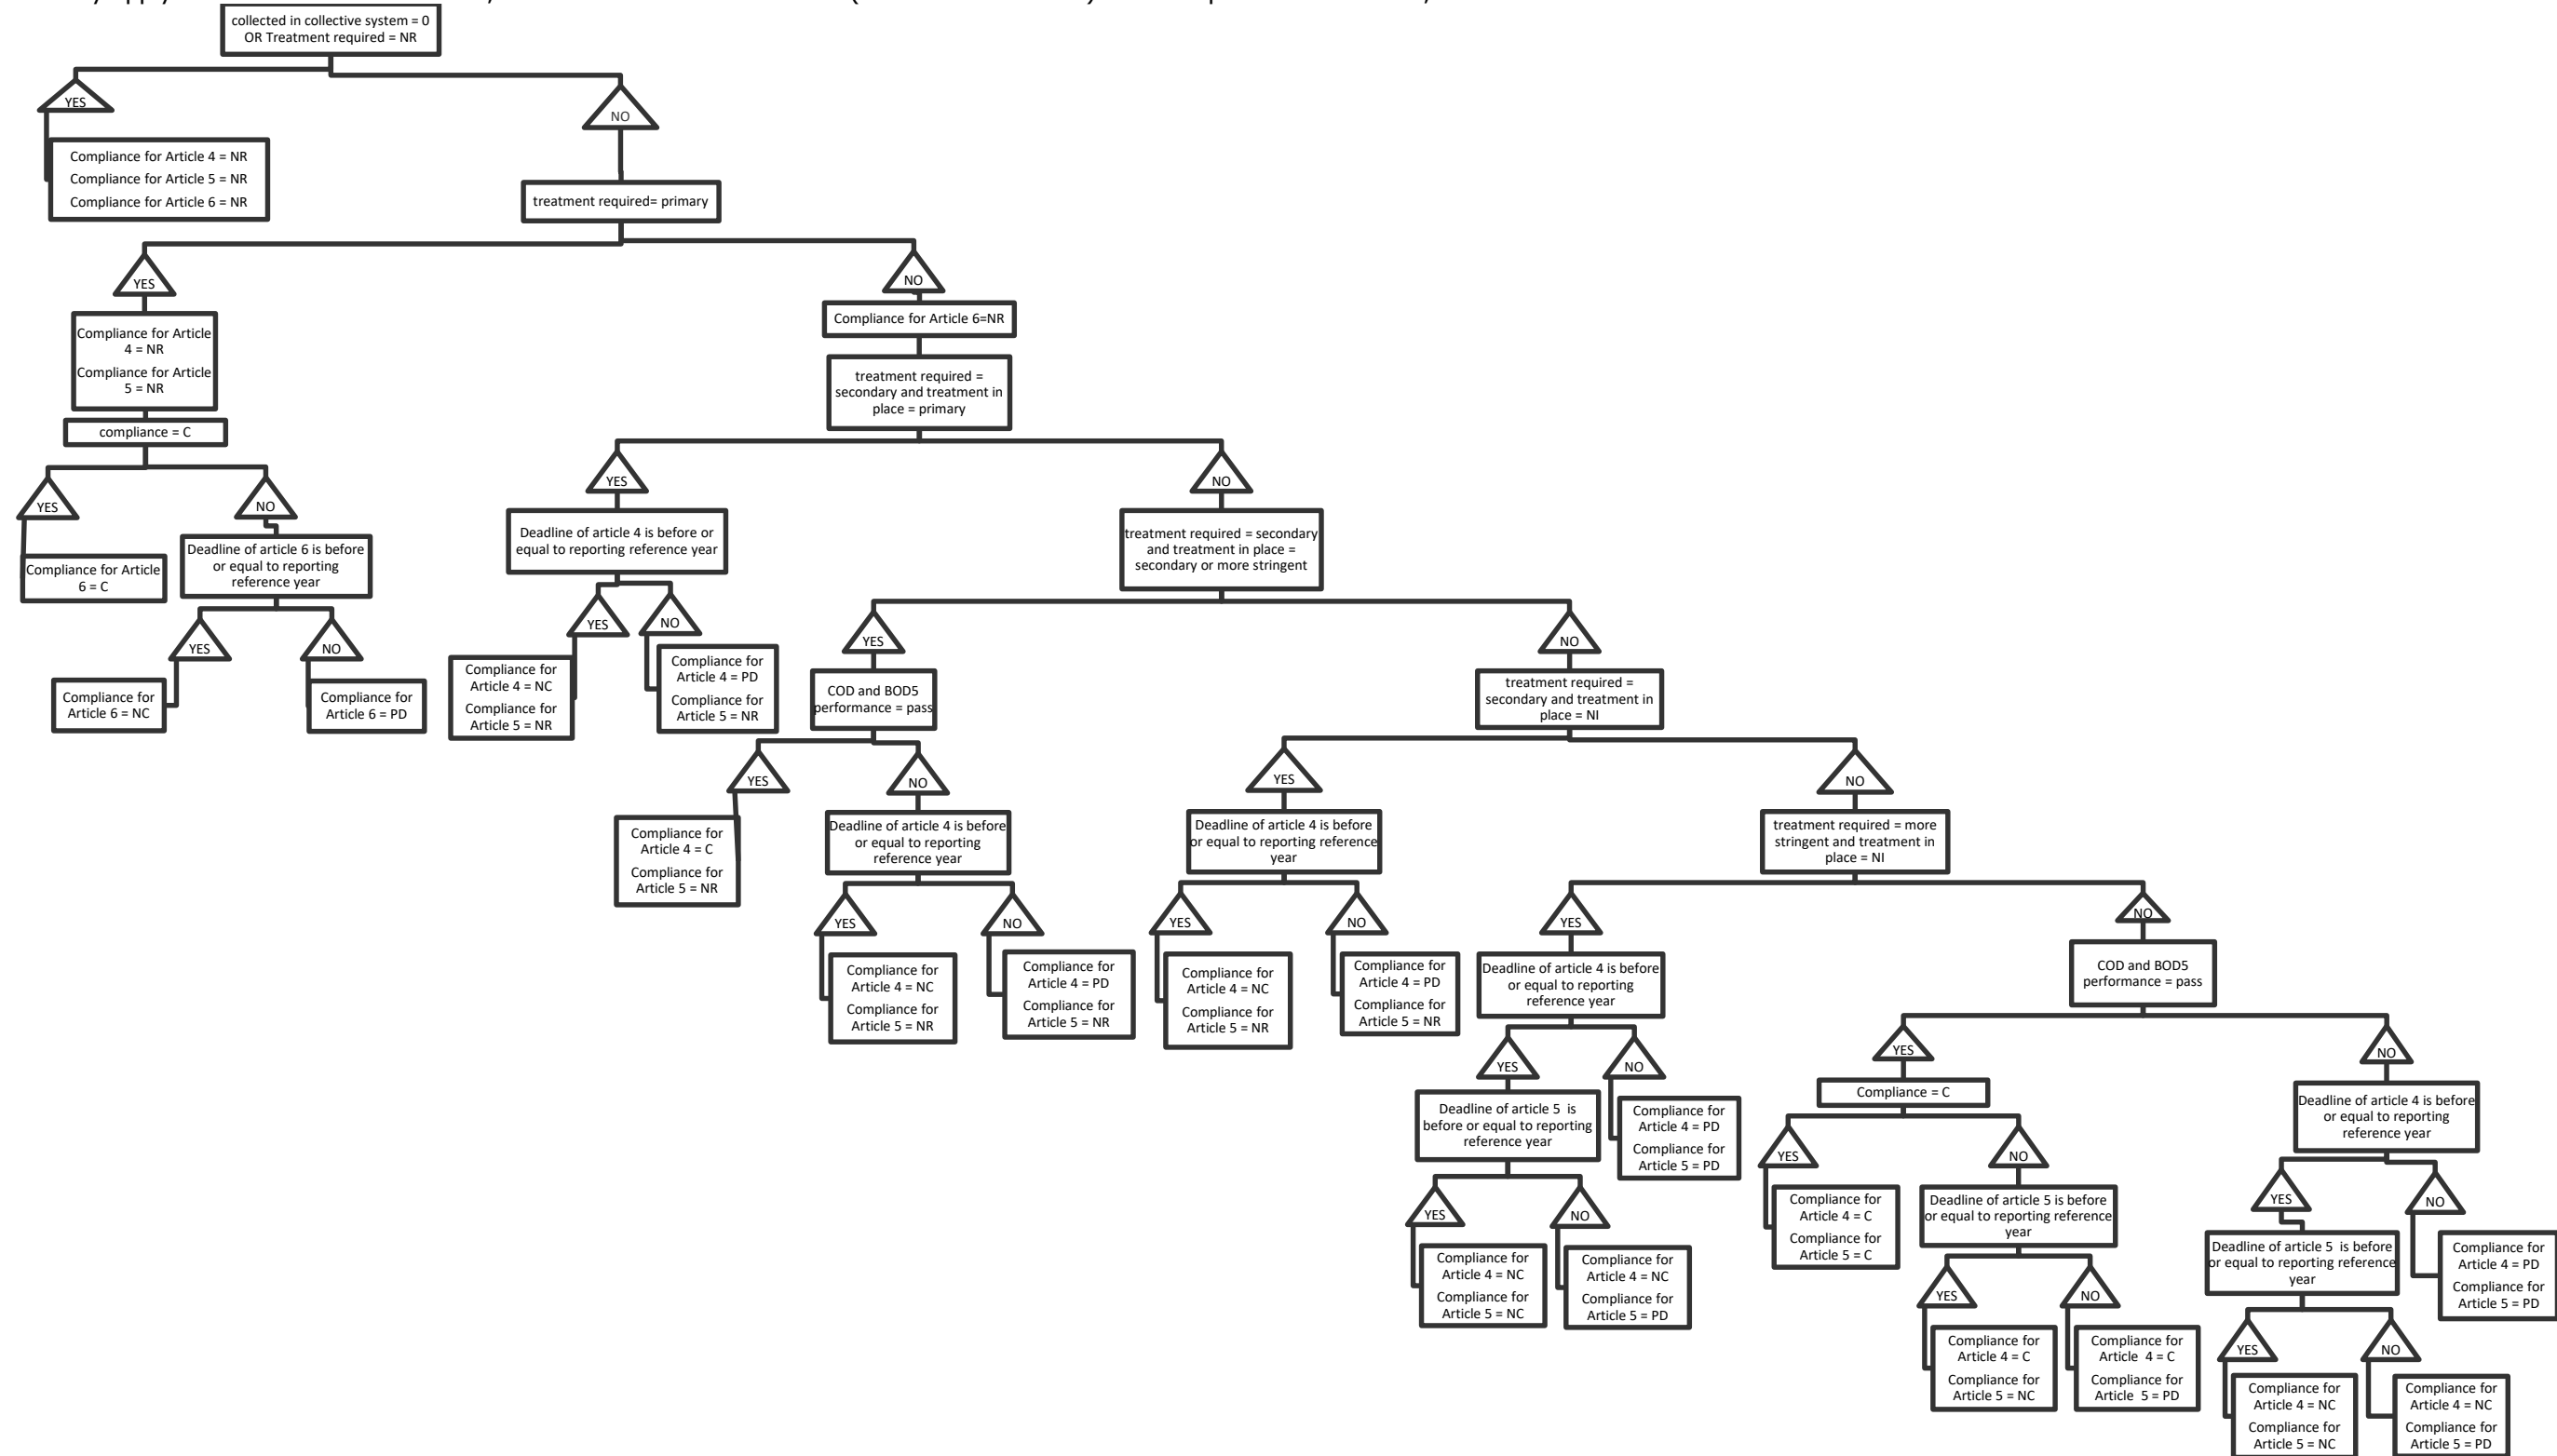 collected in collective system = 0
OR Treatment required = NR
YES
NO
Compliance for Article 4 = NR
Compliance for Article 5 = NR
Compliance for Article 6 = NR
treatment required= primary
YES
NO
Compliance for Article
4 = NR
Compliance for Article
5 = NR
Compliance for Article 6=NR
treatment required =
secondary and treatment in
place = primary
compliance = C
YES
NO
YES
NO
Compliance for Article
6 = C
Deadline of article 6 is before
or equal to reporting
reference year
Deadline of article 4 is before or
equal to reporting reference year
treatment required = secondary
and treatment in place =
secondary or more stringent
YES
NO
YES
NO
YES
NO
Compliance for
Article 6 = NC
Compliance for
Article 6 = PD
Compliance for
Article 4 = NC
Compliance for
Article 5 = NR
Compliance for
Article 4 = PD
Compliance for
Article 5 = NR
COD and BOD5
performance = pass
treatment required =
secondary and treatment in
place = NI
YES
NO
YES
NO
Compliance for
Article 4 = C
Compliance for
Article 5 = NR
Deadline of article 4 is before
or equal to reporting
reference year
Deadline of article 4 is before
or equal to reporting reference
year
treatment required = more
stringent and treatment in
place = NI
YES
NO
YES
NO
YES
NO
Compliance for
Article 4 = NC
Compliance for
Article 5 = NR
Compliance for
Article 4 = PD
Compliance for
Article 5 = NR
Compliance for
Article 4 = NC
Compliance for
Article 5 = NR
Compliance for
Article 4 = PD
Compliance for
Article 5 = NR
Deadline of article 4 is before
or equal to reporting
reference year
COD and BOD5
performance = pass
YES
NO
YES
NO
Deadline of article 5 is
before or equal to reporting
reference year
Compliance for
Article 4 = PD
Compliance for
Article 5 = PD
Compliance = C
Deadline of article 4 is before
or equal to reporting
reference year
YES
NO
YES
NO
YES
NO
Compliance for
Article 4 = NC
Compliance for
Article 5 = NC
Compliance for
Article 4 = NC
Compliance for
Article 5 = PD
Compliance for
Article 4 = C
Compliance for
Article 5 = C
Deadline of article 5 is before
or equal to reporting reference
year
Deadline of article 5 is before
or equal to reporting reference
year
Compliance for
Article 4 = PD
Compliance for
Article 5 = PD
YES
NO
YES
NO
Compliance for
Article 4 = C
Compliance for
Article 5 = NC
Compliance for
Article 4 = C
Compliance for
Article 5 = PD
Compliance for
Article 4 = NC
Compliance for
Article 5 = NC
Compliance for
Article 4 = NC
Compliance for
Article 5 = PD